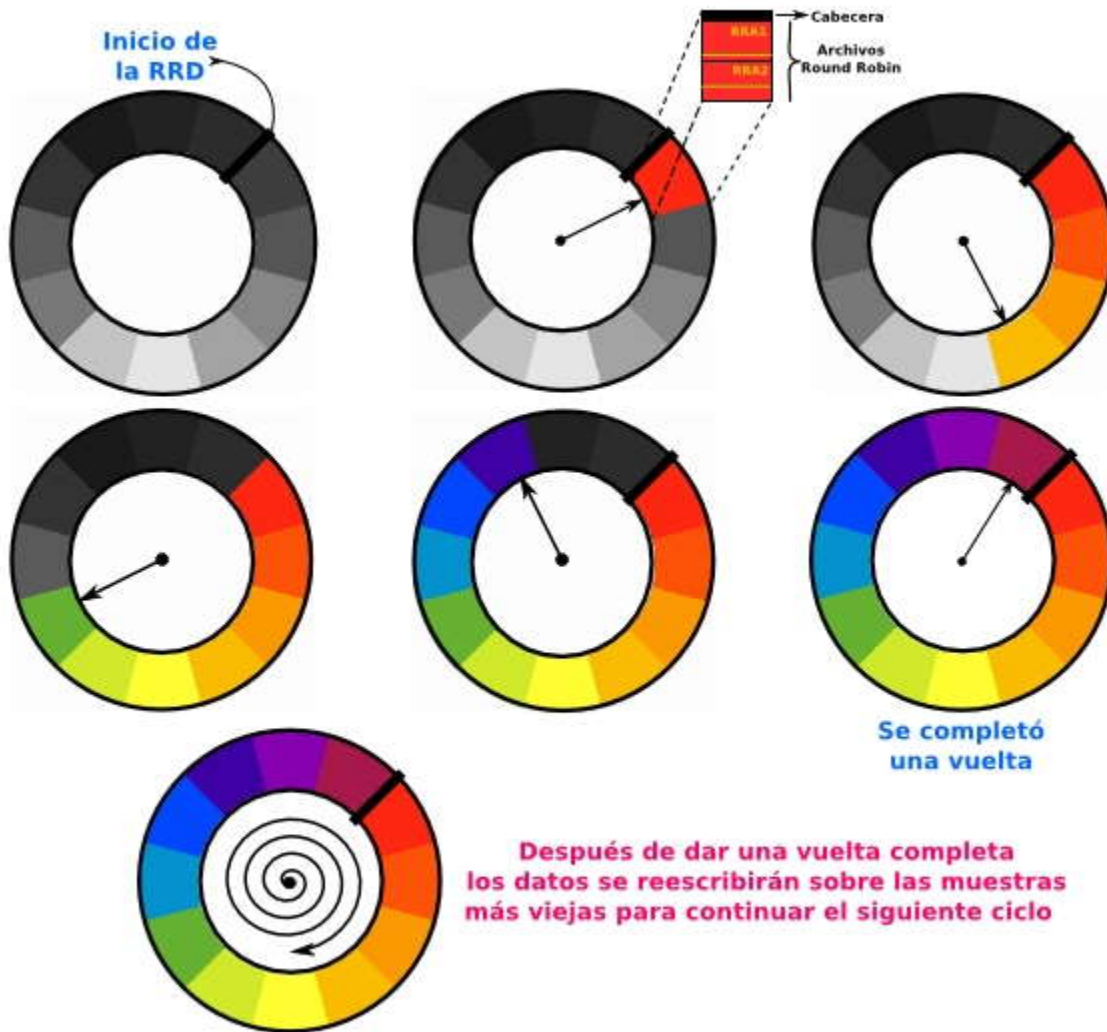 Inicio de
la RRD
Cabecera
RRA1
RRA2
Archivos
Round Robin
Se completó
una vuelta
Después de dar una vuelta completa
los datos se reescribirán sobre las muestras
más viejas para continuar el siguiente ciclo